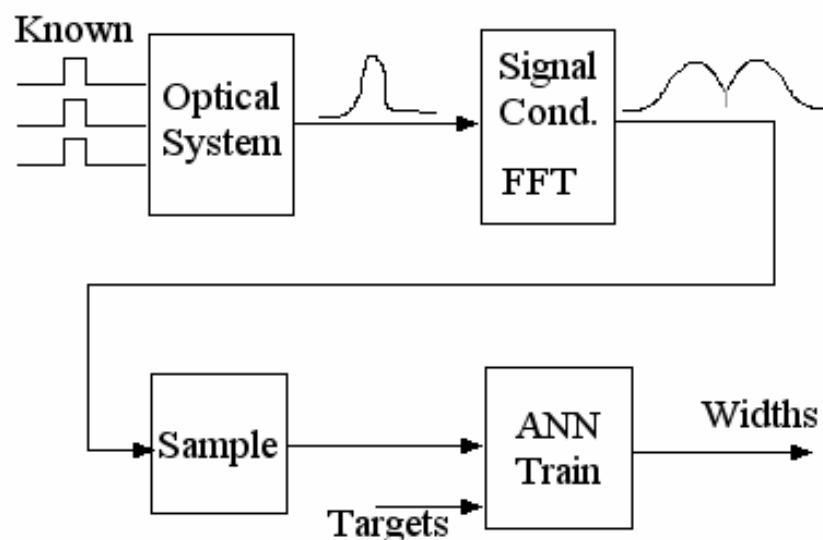 Known
Optical
System
Signal
Cond.
FFT
Sample
ANN
Train
Targets
Widths